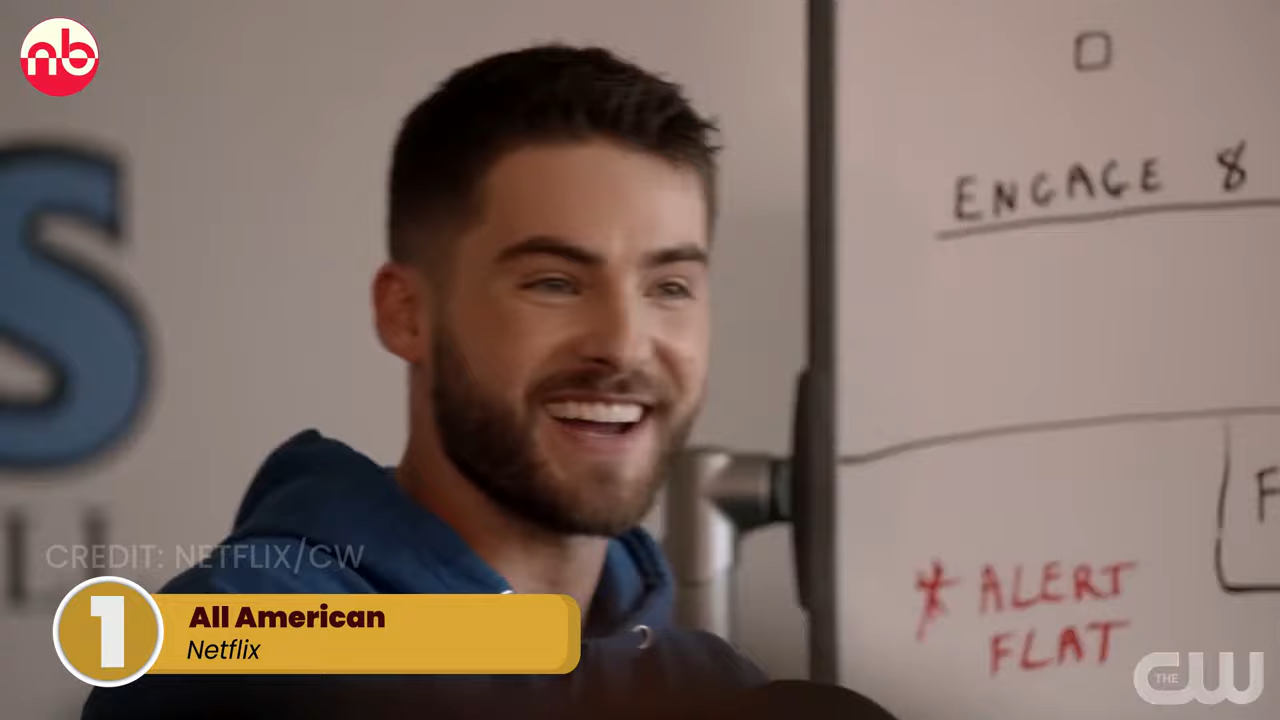 nb
ENGAGE 8
S
F
* ALERT
FLAT
CREDIT: NETFLIX/CW
1
All American
Netflix
THE CW